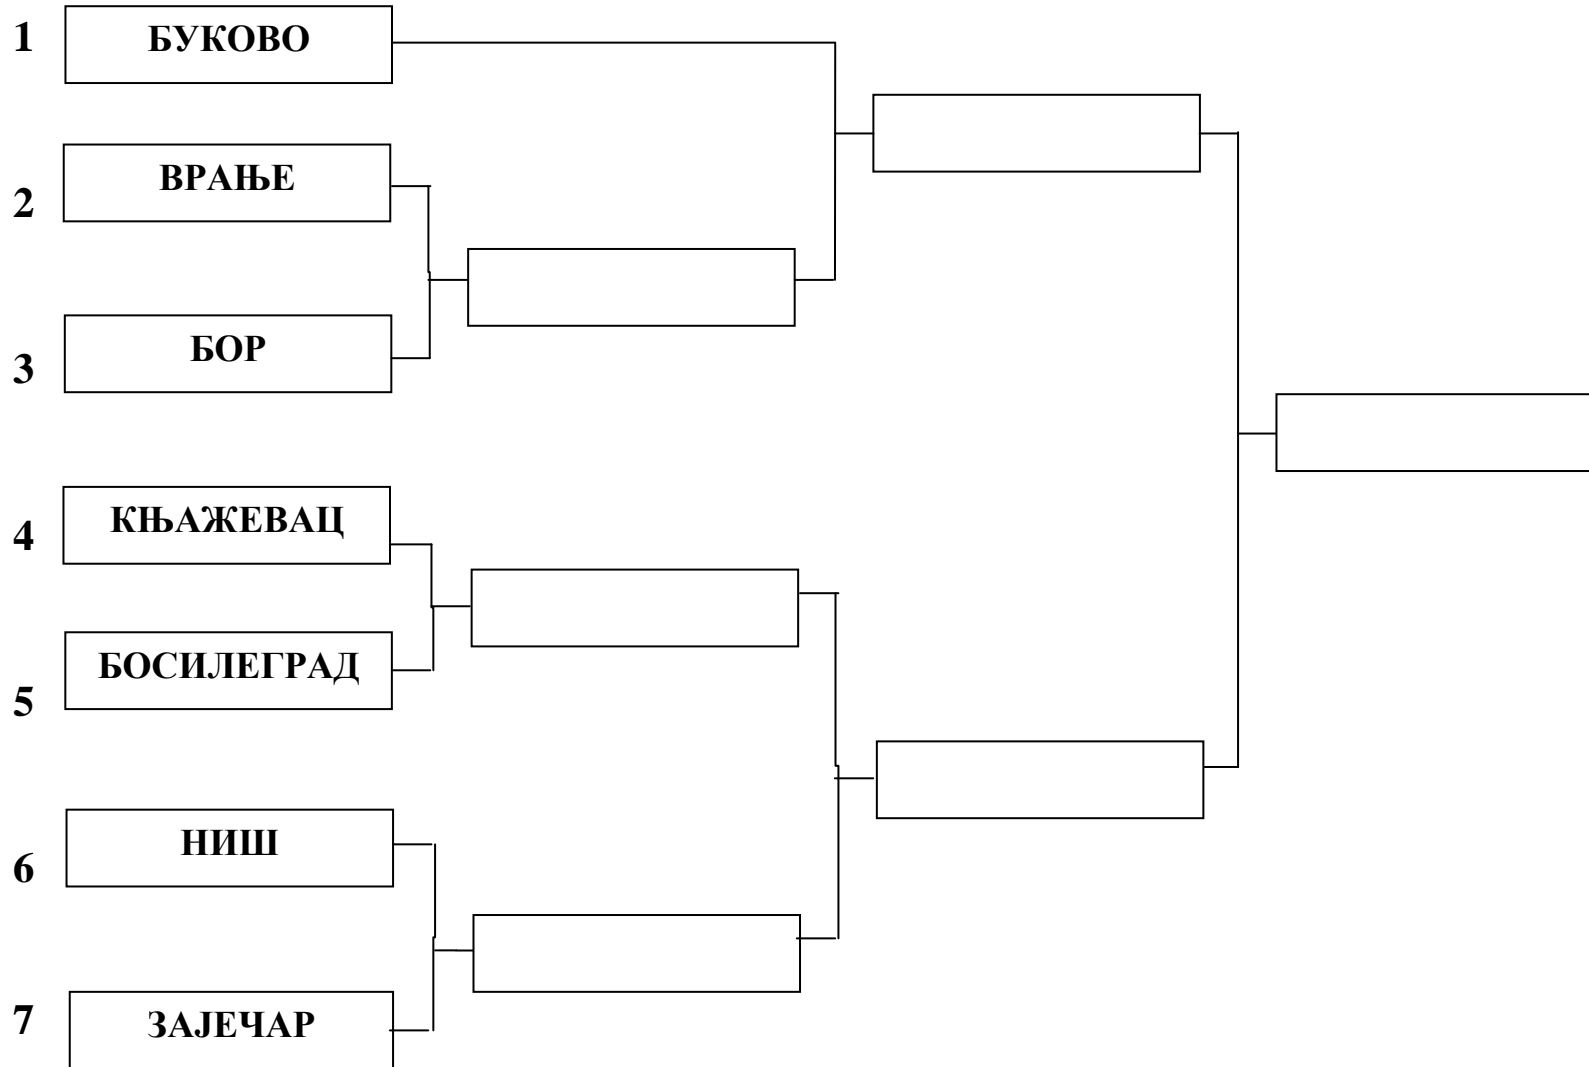 1 БУКОВО
2 ВРАЊЕ
3 БОР
4 КЊАЖЕВАЦ
5 БОСИЛЕГРАД
6 НИШ
7 ЗАЈЕЧАР